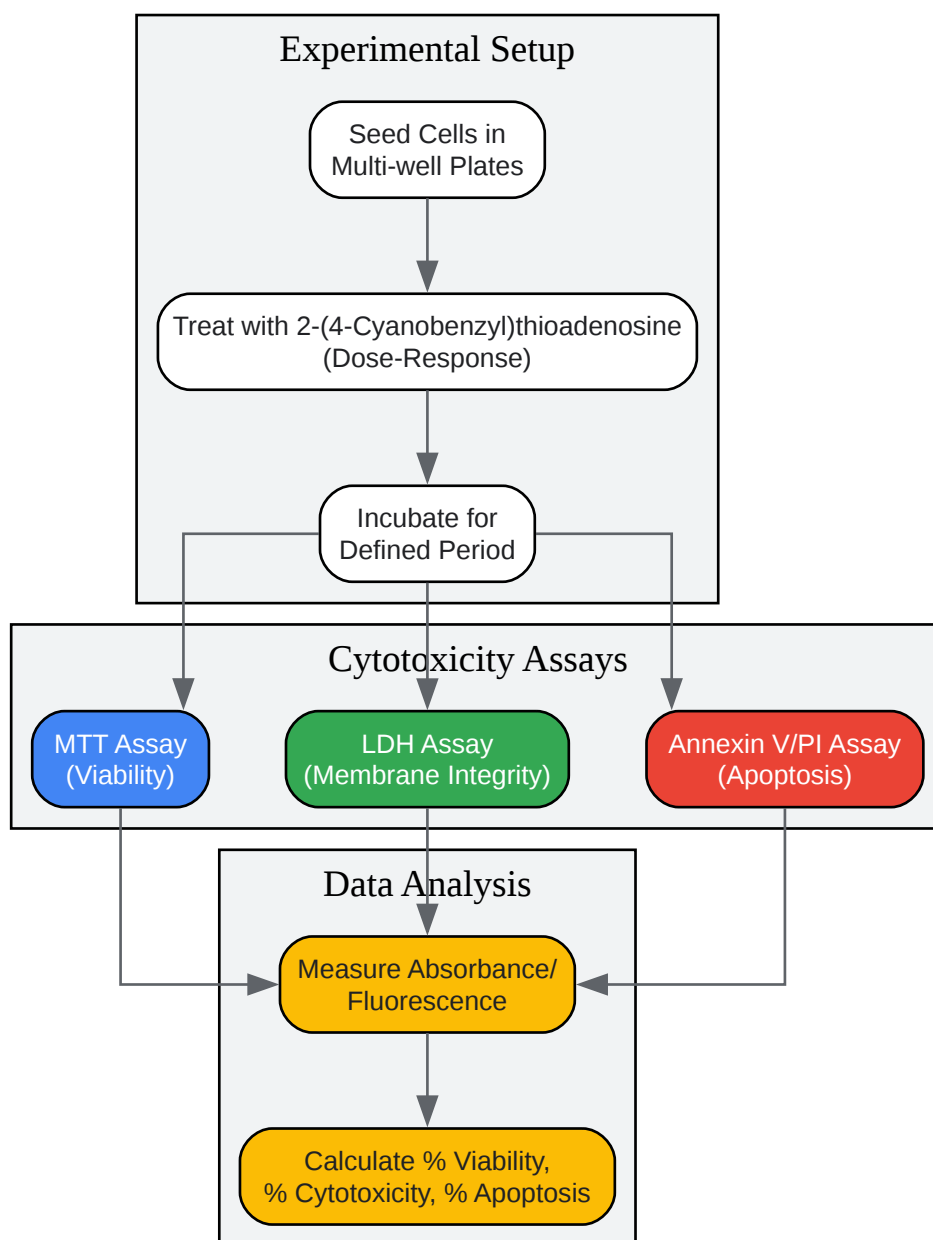 Experimental Setup
Seed Cells in
Multi-well Plates
Treat with 2-(4-Cyanobenzyl)thioadenosine
(Dose-Response)
Incubate for
Defined Period
Cytotoxicity Assays
MTT Assay
(Viability)
LDH Assay
(Membrane Integrity)
Annexin V/PI Assay
(Apoptosis)
Data Analysis
Measure Absorbance/
Fluorescence
Calculate % Viability,
% Cytotoxicity, % Apoptosis